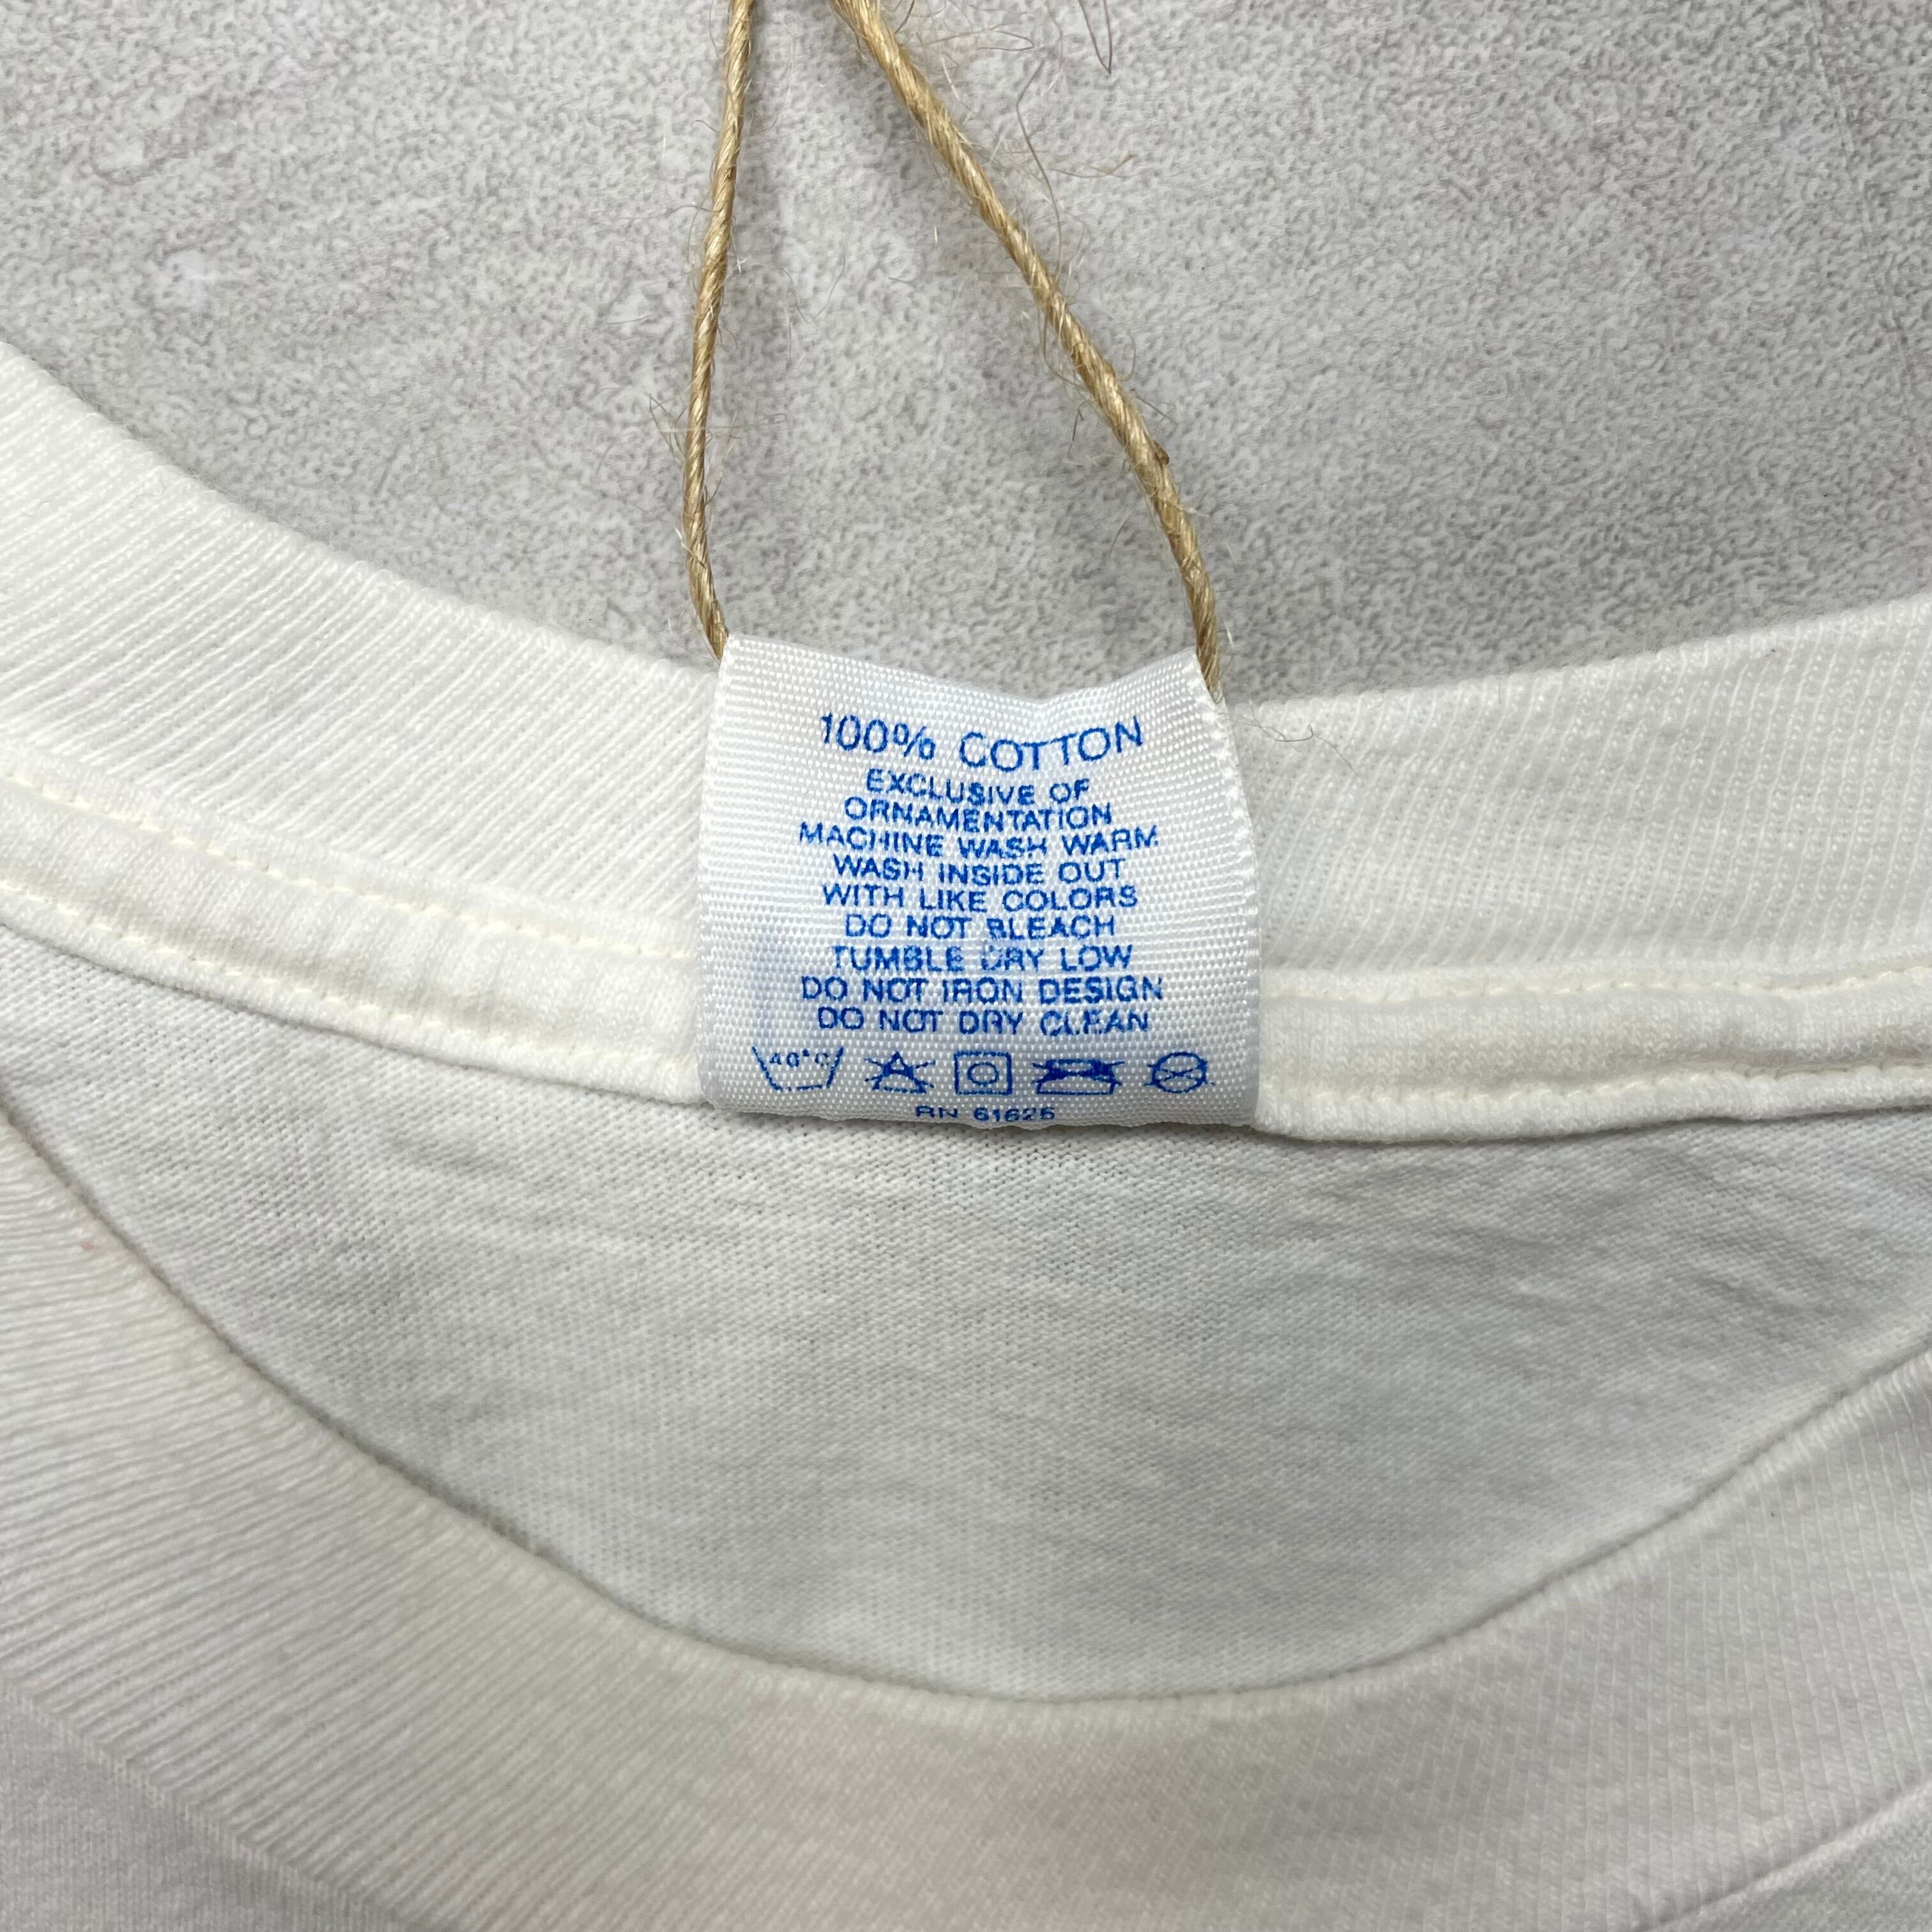 100% COTTON
EXCLUSIVE OF
ORNAMENTATION
MACHINE WASH WARM
WASH INSIDE OUT
WITH LIKE COLORS
DO NOT BLEACH
TUMBLE DRY LOW
DO NOT IRON DESIGN
DO NOT DRY CLEAN
40°C
RN 61625